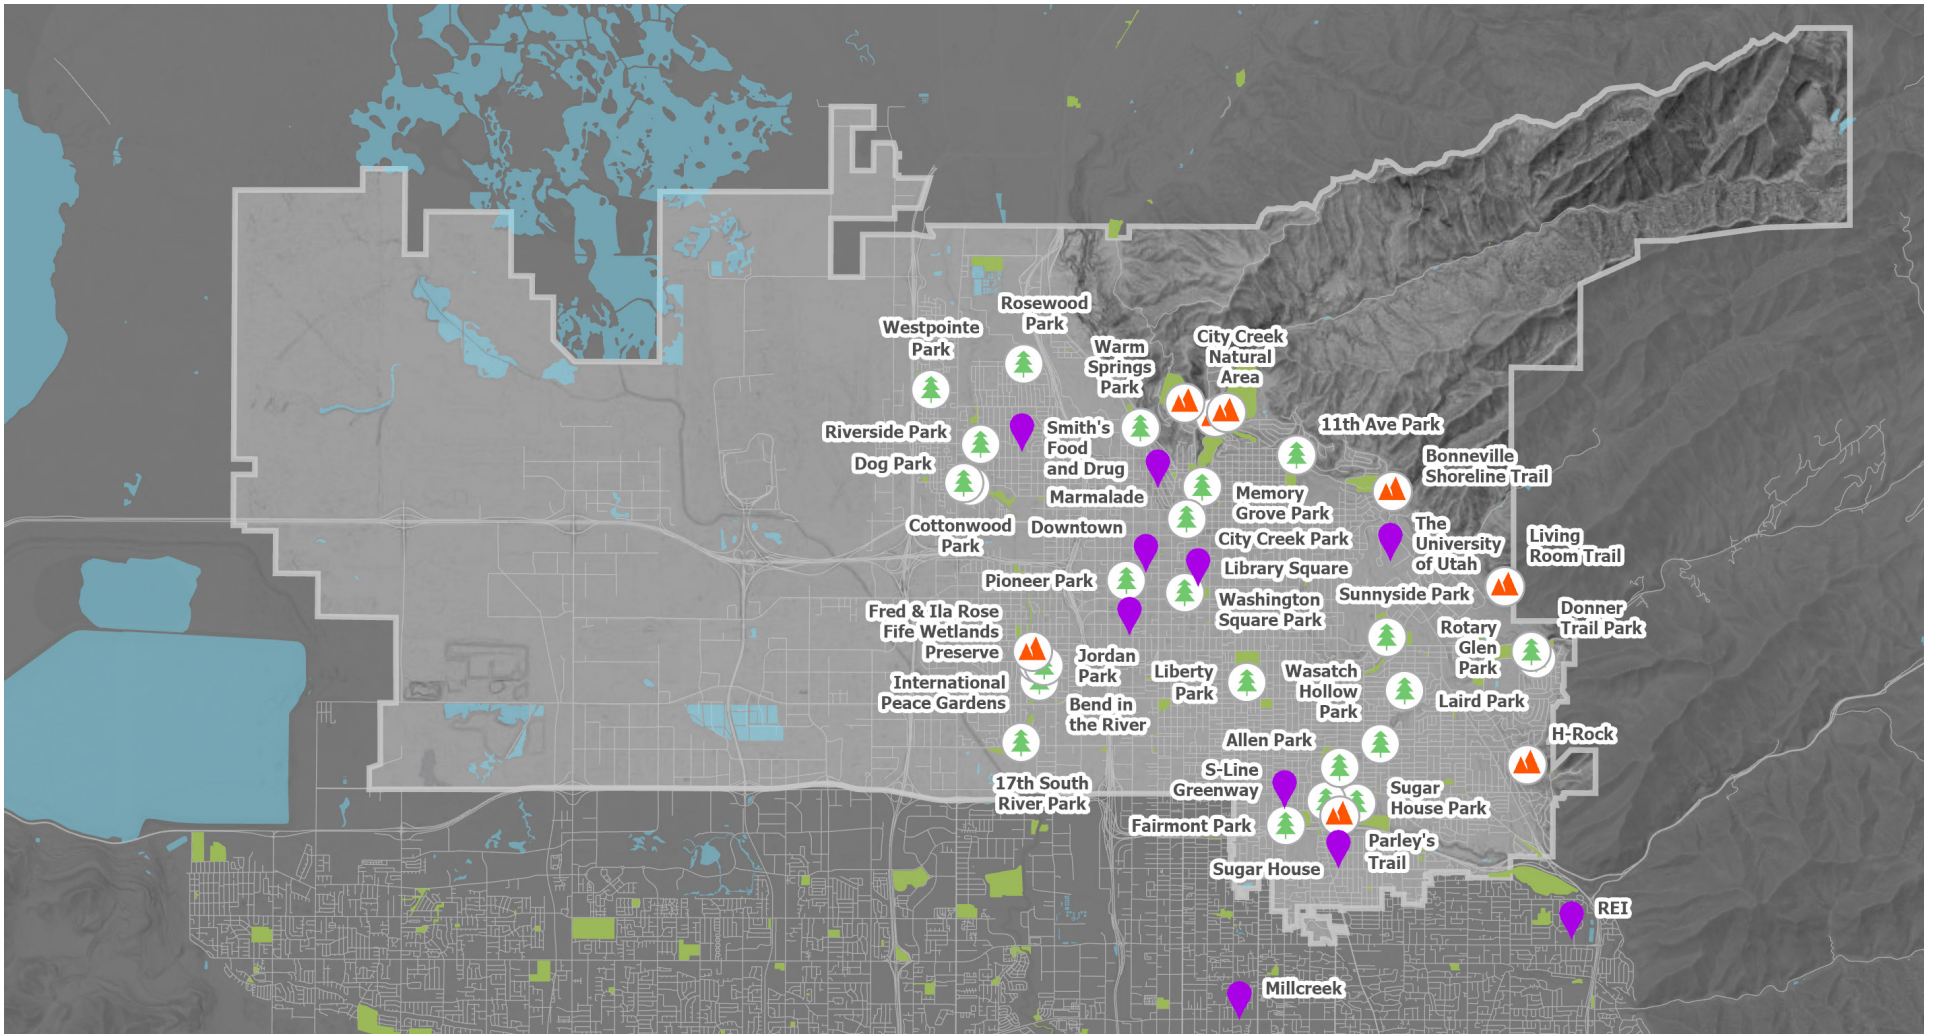 Rosewood
Park
Westpointe
Park
Warm
Springs
Park
City Creek
Natural
Area
Riverside Park
Dog Park
Smith's
Food
and Drug
11th Ave Park
Bonneville
Shoreline Trail
Marmalade
Memory
Grove Park
Cottonwood
Park
Downtown
City Creek Park
The
University
of Utah
Living
Room Trail
Pioneer Park
Library Square
Sunnyside Park
Washington
Square Park
Fred & Ila Rose
Fife Wetlands
Preserve
Donner
Trail Park
Rotary
Glen
Park
Jordan
Park
Liberty
Park
Wasatch
Hollow
Park
International
Peace Gardens
Laird Park
Bend in
the River
Allen Park
H-Rock
17th South
River Park
S-Line
Greenway
Sugar
House Park
Fairmont Park
Parley's
Trail
Sugar House
REI
Millcreek